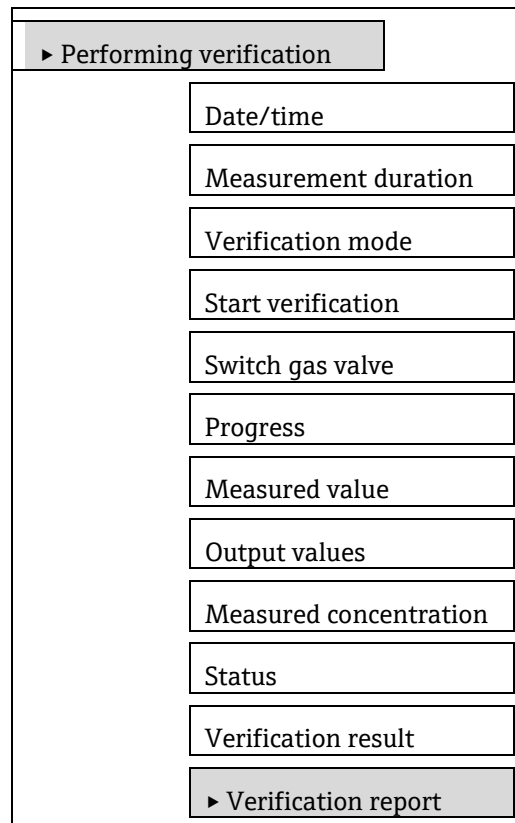 ▸ Performing verification
Date/time
Measurement duration
Verification mode
Start verification
Switch gas valve
Progress
Measured value
Output values
Measured concentration
Status
Verification result
▸ Verification report